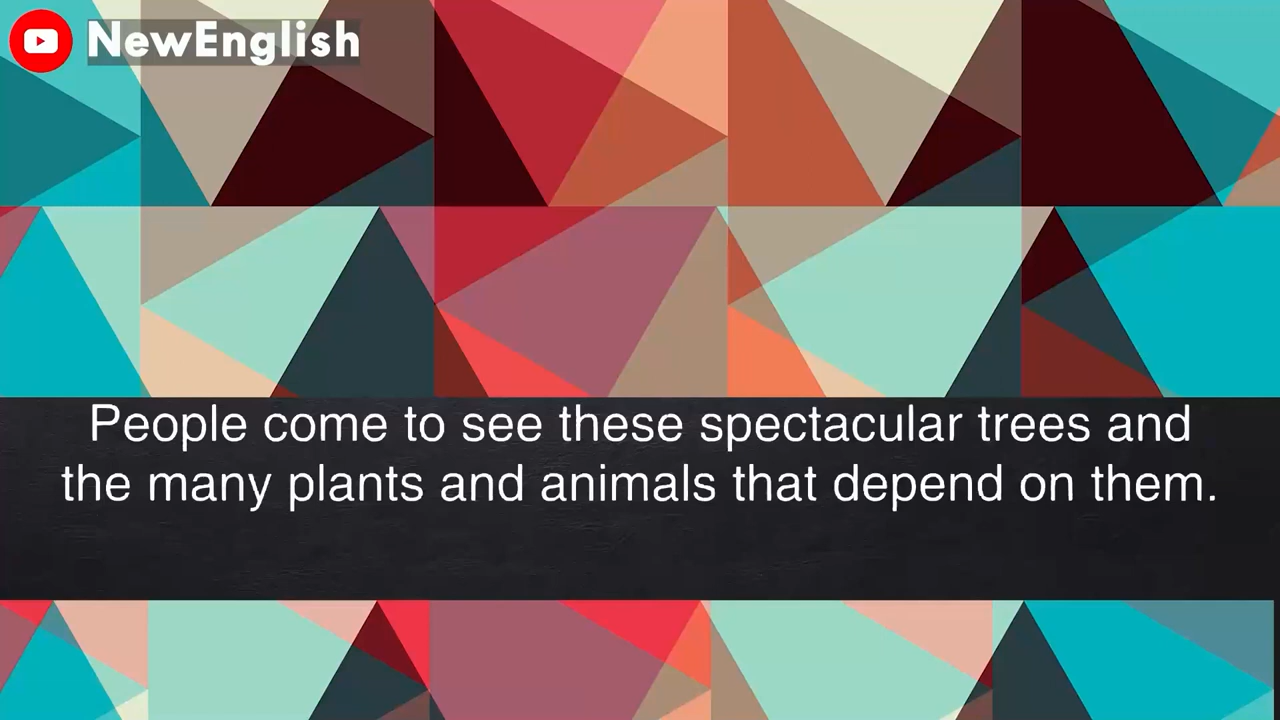 NewEnglish
People come to see these spectacular trees and
the many plants and animals that depend on them.